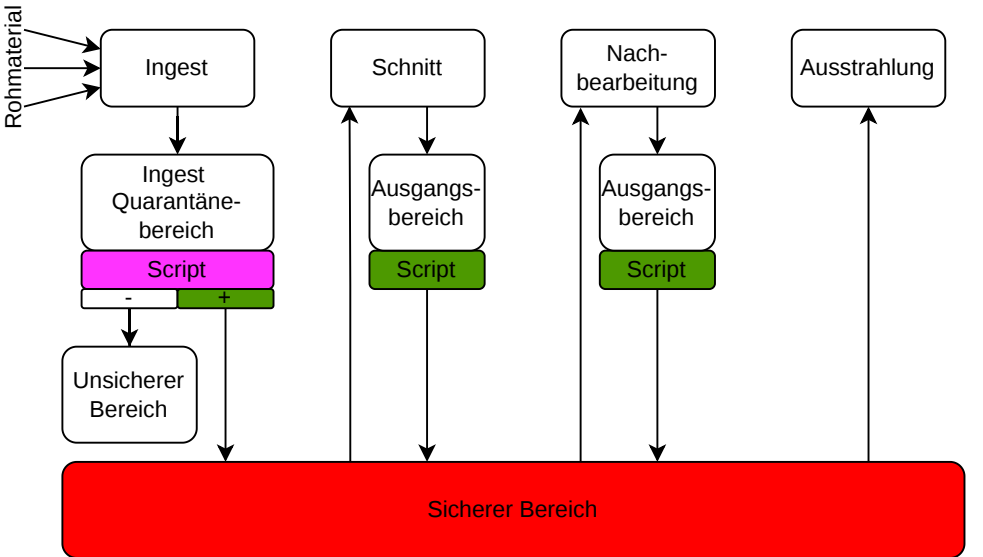 Rohmaterial
Ingest
Schnitt
Nach-
bearbeitung
Ausstrahlung
Ingest
Quarantäne-
bereich
Ausgangs-
bereich
Ausgangs-
bereich
Script
Script
Script
-
+
Unsicherer
Bereich
Sicherer Bereich